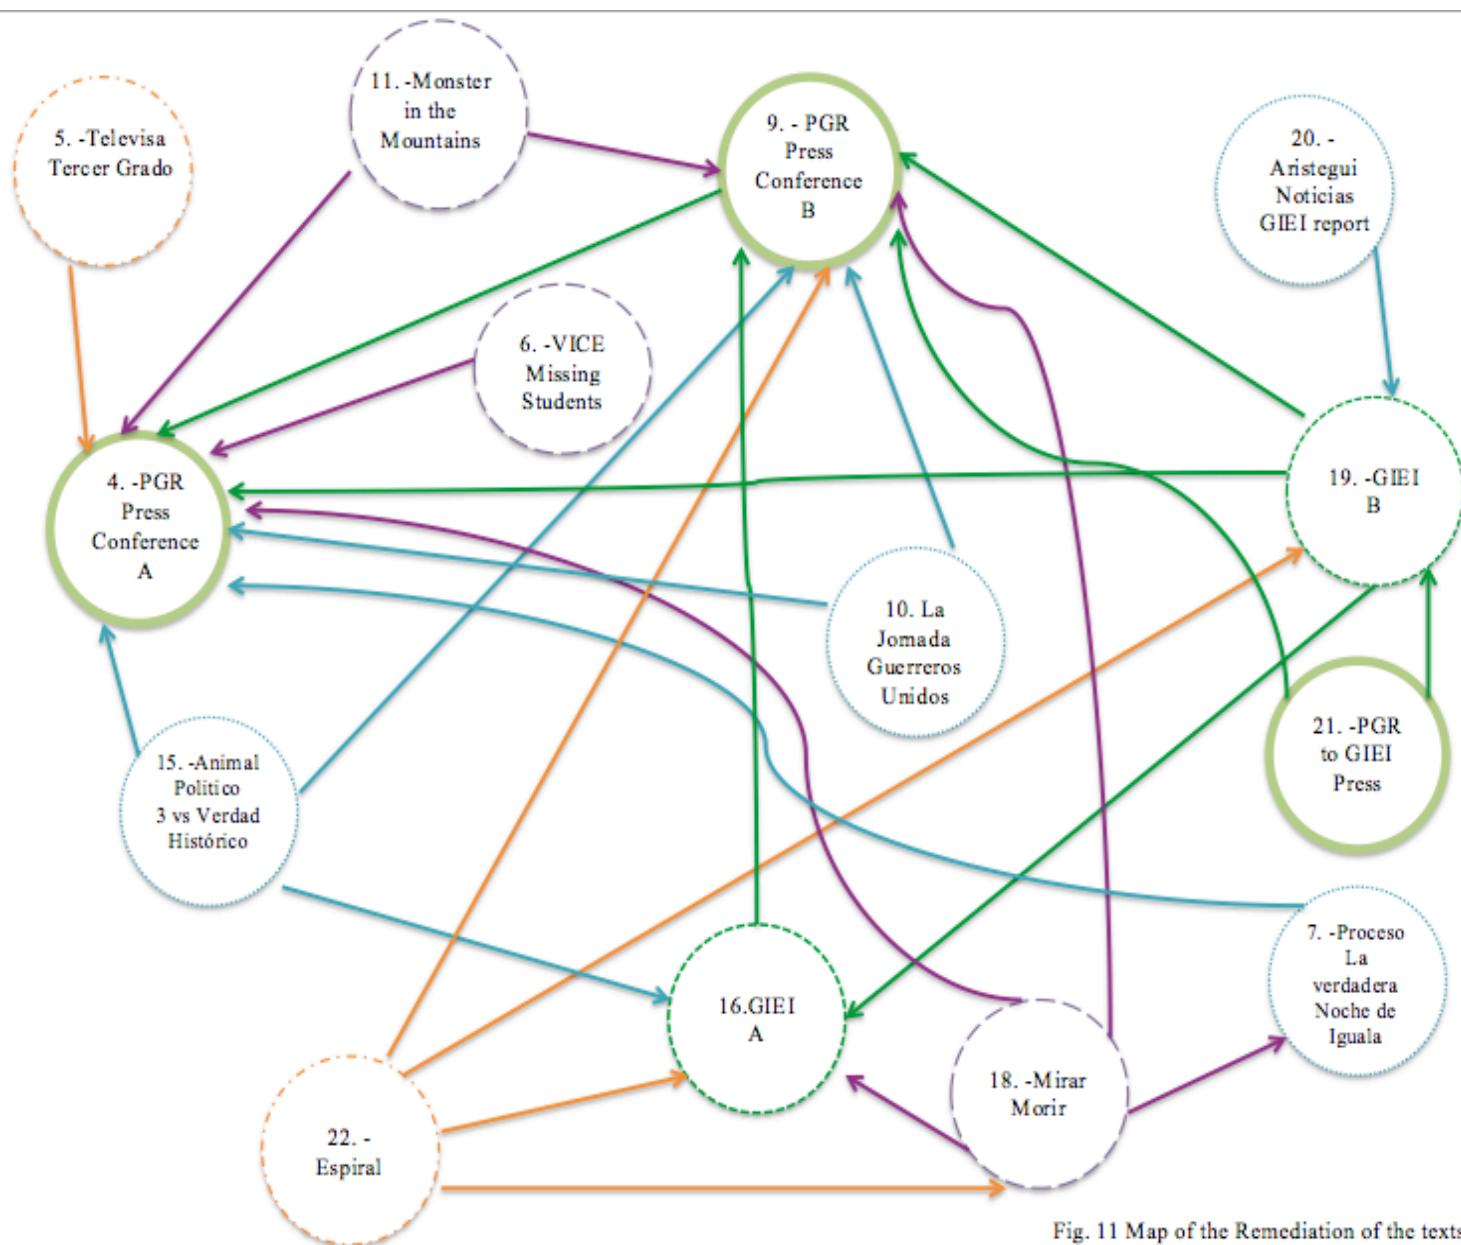 5. -Televisa
Tercer Grado
11. -Monster
in the
Mountains
9. - PGR
Press
Conference
B
20. -
Aristegui
Noticias
GIEI report
6. -VICE
Missing
Students
4. -PGR
Press
Conference
A
19. -GIEI
B
10. La
Jornada
Guerreros
Unidos
21. -PGR
to GIEI
Press
15. -Animal
Politico
3 vs Verdad
Histórico
7. -Proceso
La
verdadera
Noche de
Iguala
16.GIEI
A
18. -Mirar
Morir
22. -
Espiral
Fig. 11 Map of the Remediation of the texts